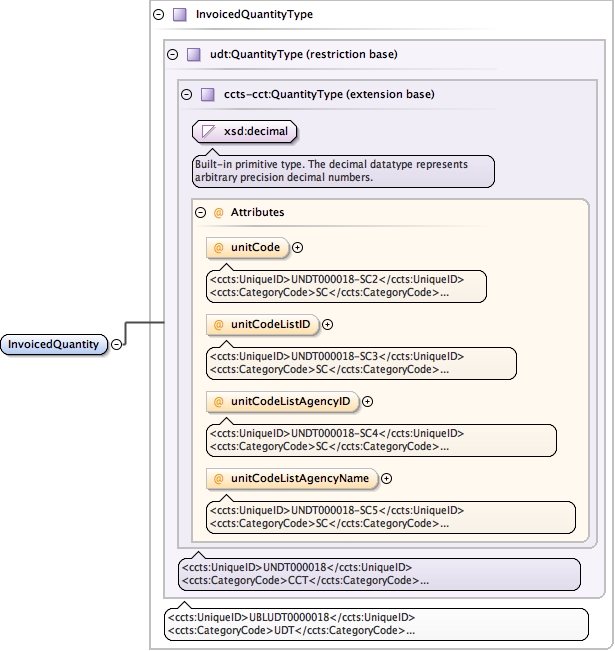 InvoicedQuantityType
udt:QuantityType (restriction base)
ccts-cct:QuantityType (extension base)
xsd:decimal
Built-in primitive type. The decimal datatype represents
arbitrary precision decimal numbers.
@ Attributes
@ unitCode
<ccts:UniqueID>UNDT000018-SC2</ccts:UniqueID>
<ccts:CategoryCode>SC</ccts:CategoryCode>...
@ unitCodeListID
<ccts:UniqueID>UNDT000018-SC3</ccts:UniqueID>
<ccts:CategoryCode>SC</ccts:CategoryCode>...
InvoicedQuantity
@ unitCodeListAgencyID
<ccts:UniqueID>UNDT000018-SC4</ccts:UniqueID>
<ccts:CategoryCode>SC</ccts:CategoryCode>...
@ unitCodeListAgencyName
<ccts:UniqueID>UNDT000018-SC5</ccts:UniqueID>
<ccts:CategoryCode>SC</ccts:CategoryCode>...
<ccts:UniqueID>UNDT000018</ccts:UniqueID>
<ccts:CategoryCode>CCT</ccts:CategoryCode>...
<ccts:UniqueID>UBLUDT0000018</ccts:UniqueID>
<ccts:CategoryCode>UDT</ccts:CategoryCode>...